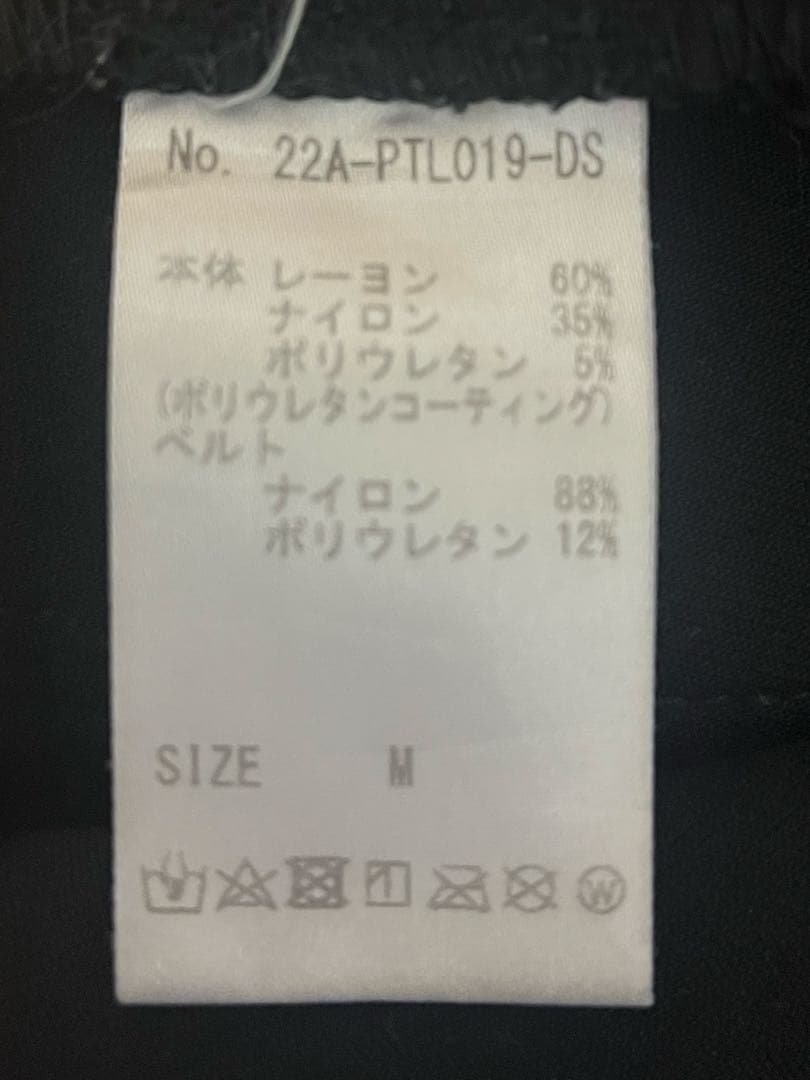 No. 22A-PTL019-DS
本体 レーヨン 60%
ナイロン 35%
ポリウレタン 5%
(ポリウレタンコーティング)
ベルト
ナイロン 88%
ポリウレタン 12%
SIZE M
W